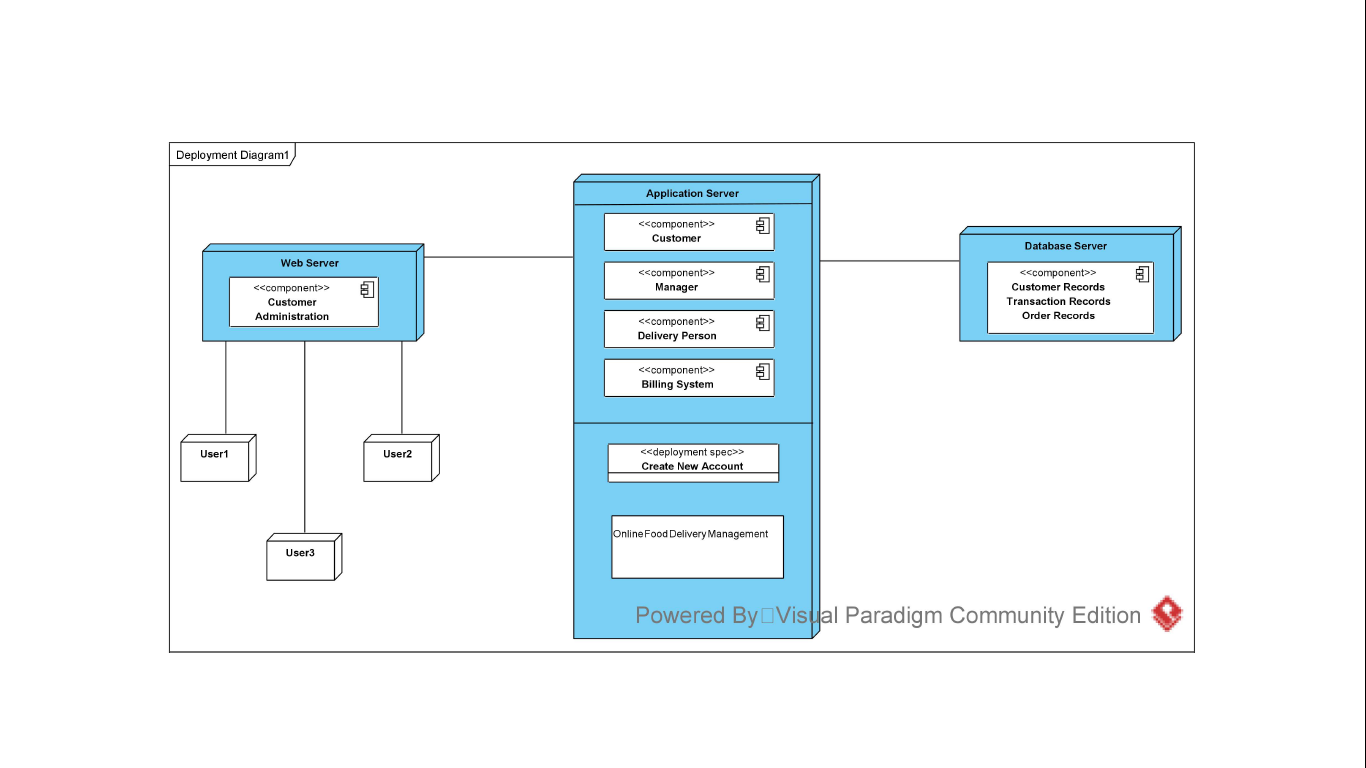 Deployment Diagram1
Application Server
<<component>>
Customer
<<component>>
Manager
<<component>>
Delivery Person
<<component>>
Billing System
<<deployment spec>>
Create New Account
Online Food Delivery Management
Web Server
<<component>>
Customer
Administration
Database Server
<<component>>
Customer Records
Transaction Records
Order Records
User1
User2
User3
Powered By□Visual Paradigm Community Edition